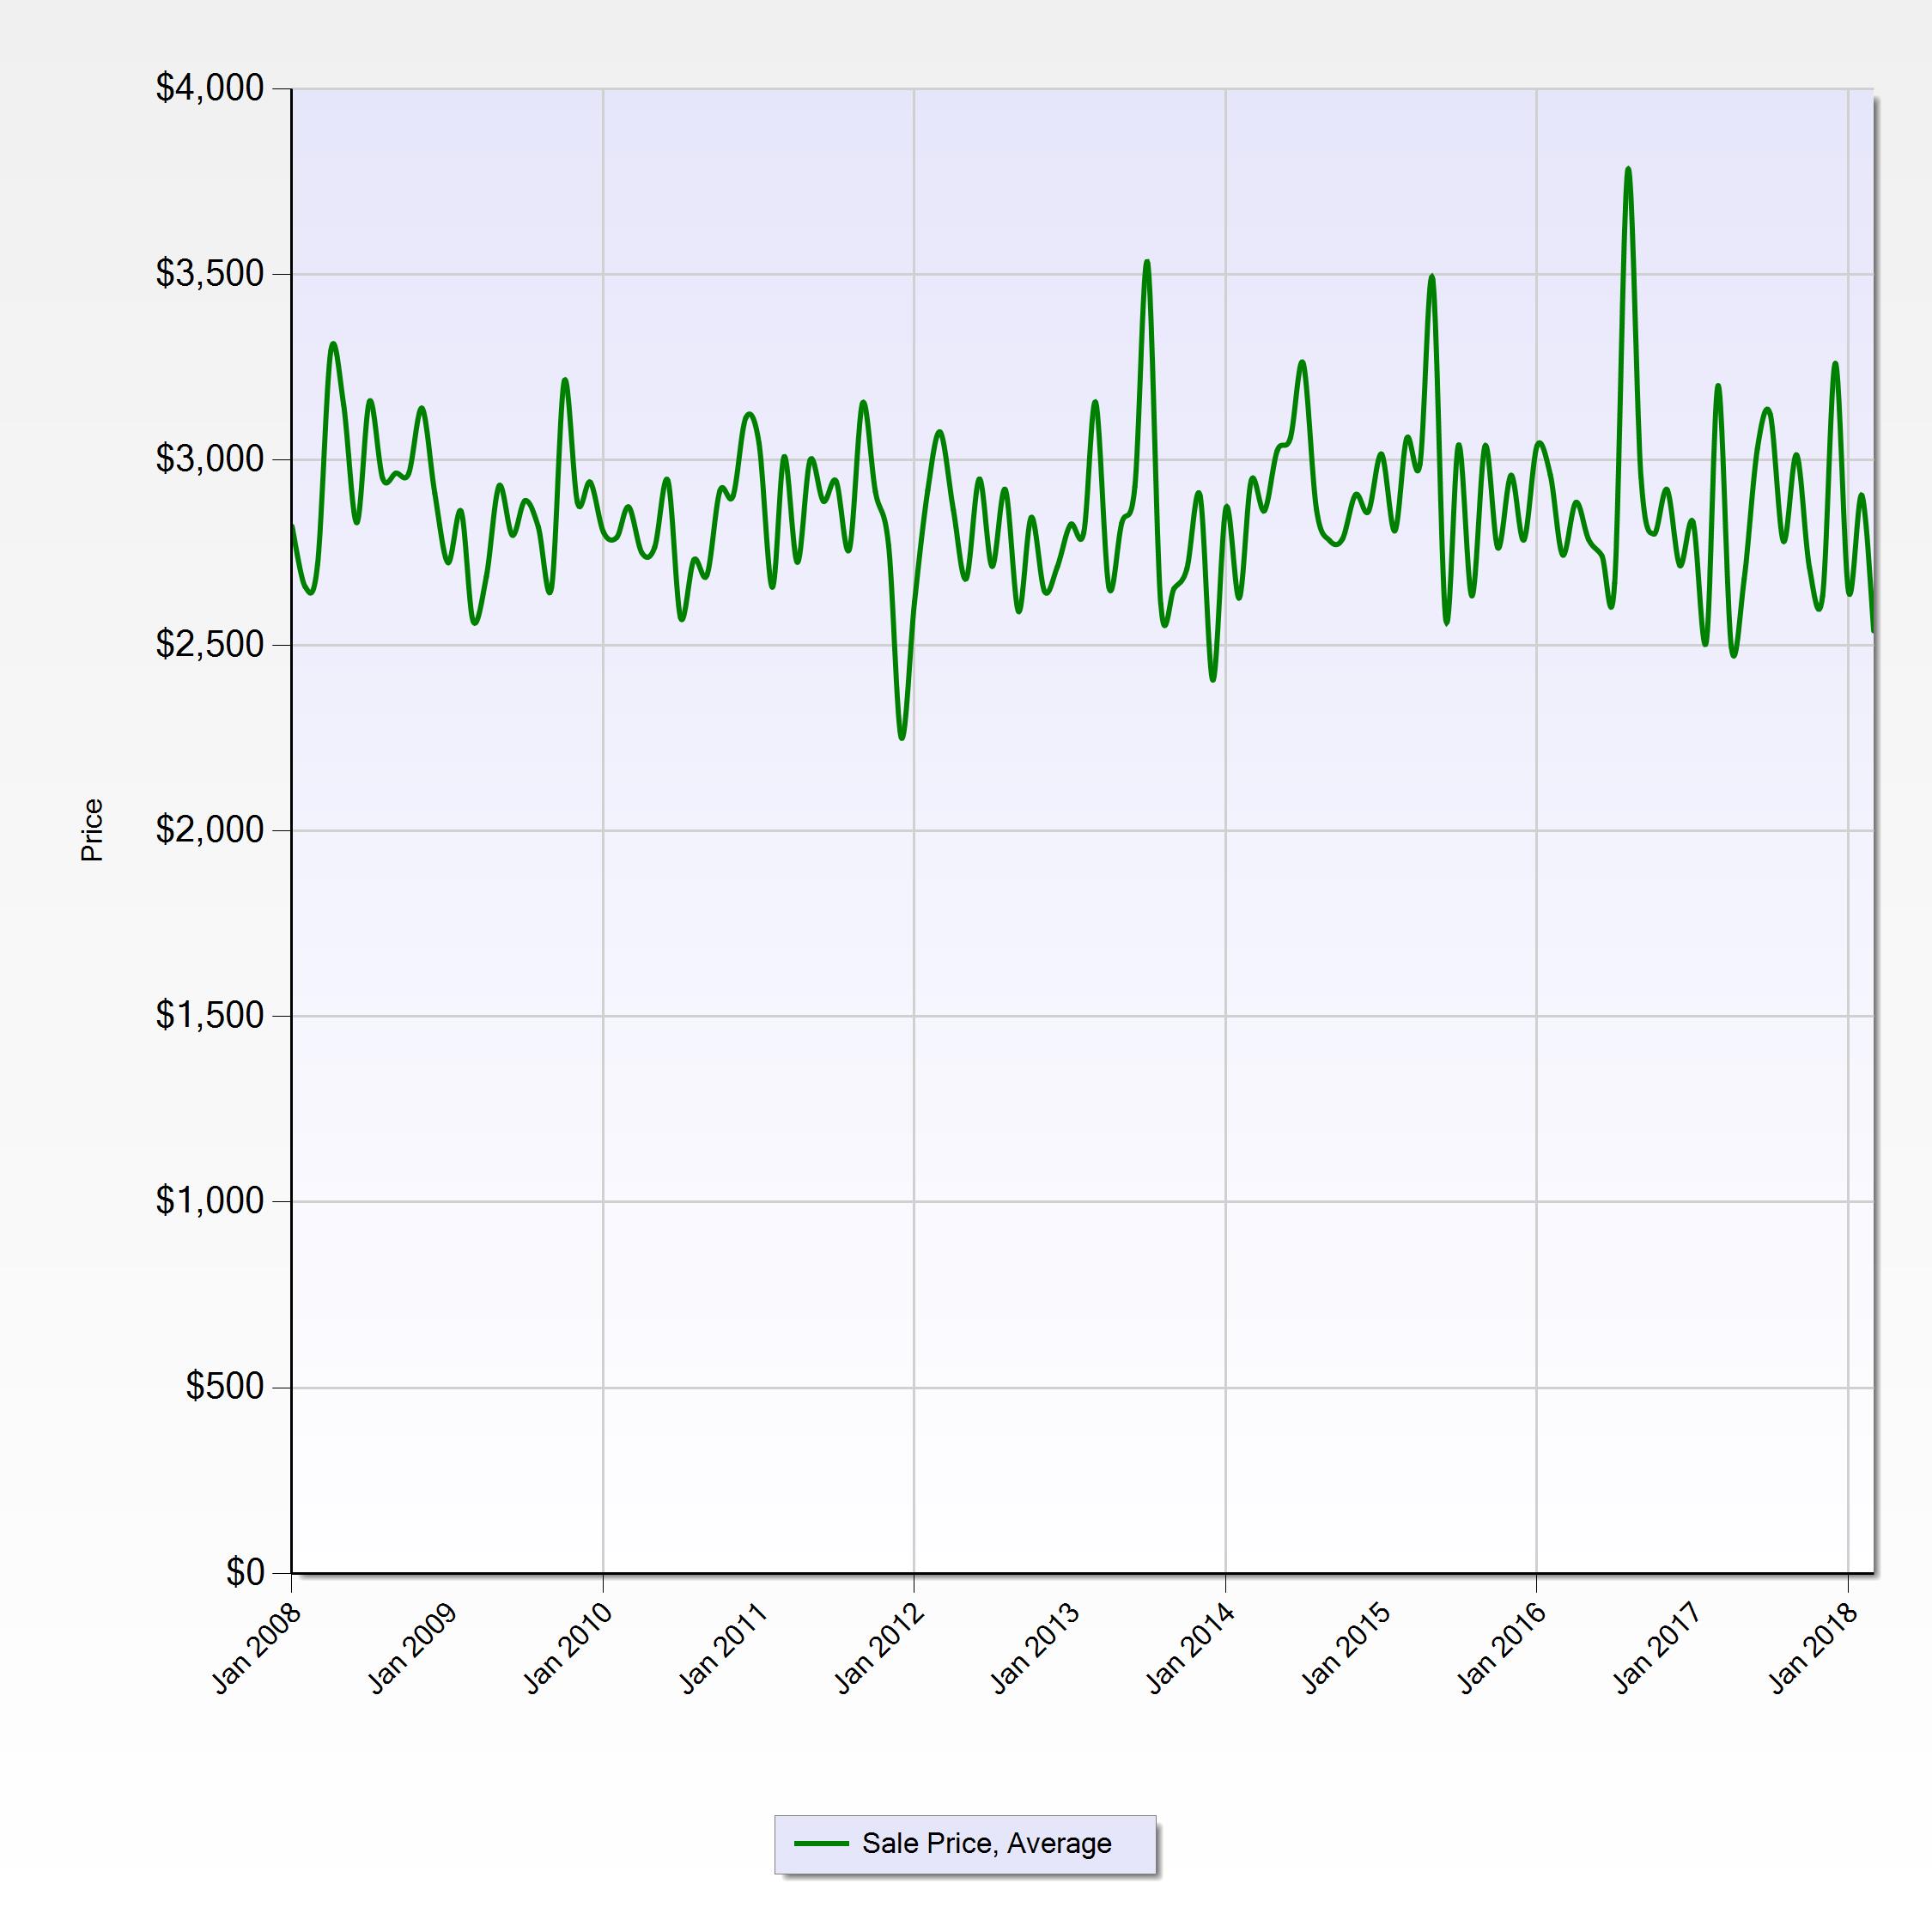 $4,000
$3,500
$3,000
$2,500
$2,000
$1,500
$1,000
$500
$0
Price
Jan 2008
Jan 2009
Jan 2010
Jan 2011
Jan 2012
Jan 2013
Jan 2014
Jan 2015
Jan 2016
Jan 2017
Jan 2018
Sale Price, Average